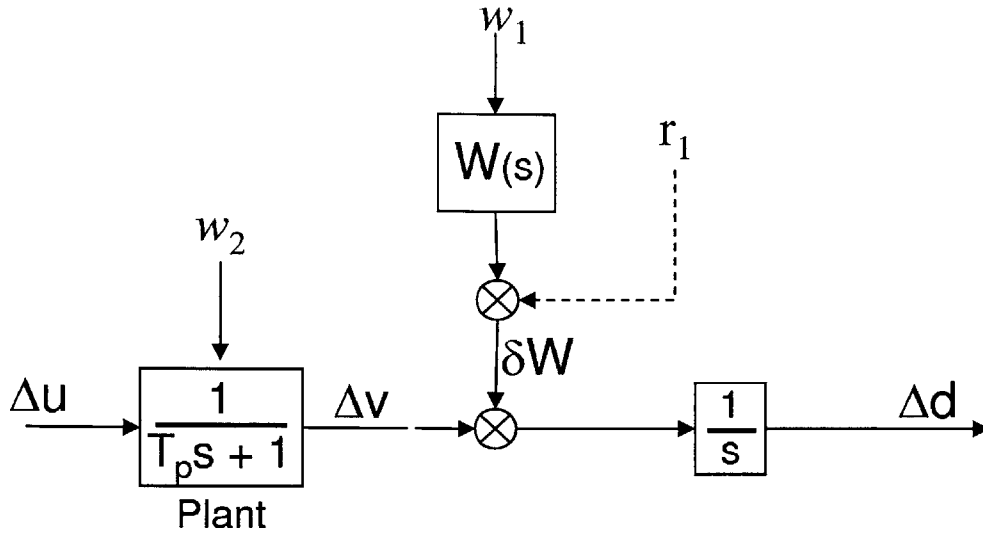 w₁
W(s)
r₁
w₂
δW
Δu
1
Tₚs + 1
Δv
1
s
Δd
Plant